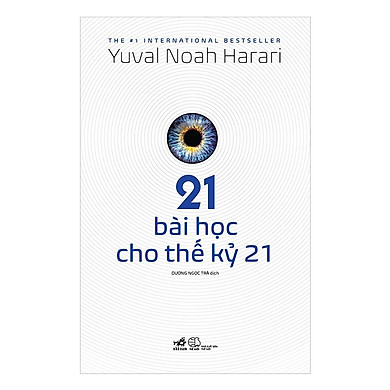 THE #1 INTERNATIONAL BESTSELLER
Yuval Noah Harari
21
bài học
cho thế kỷ 21
DƯƠNG NGỌC TRÀ dịch